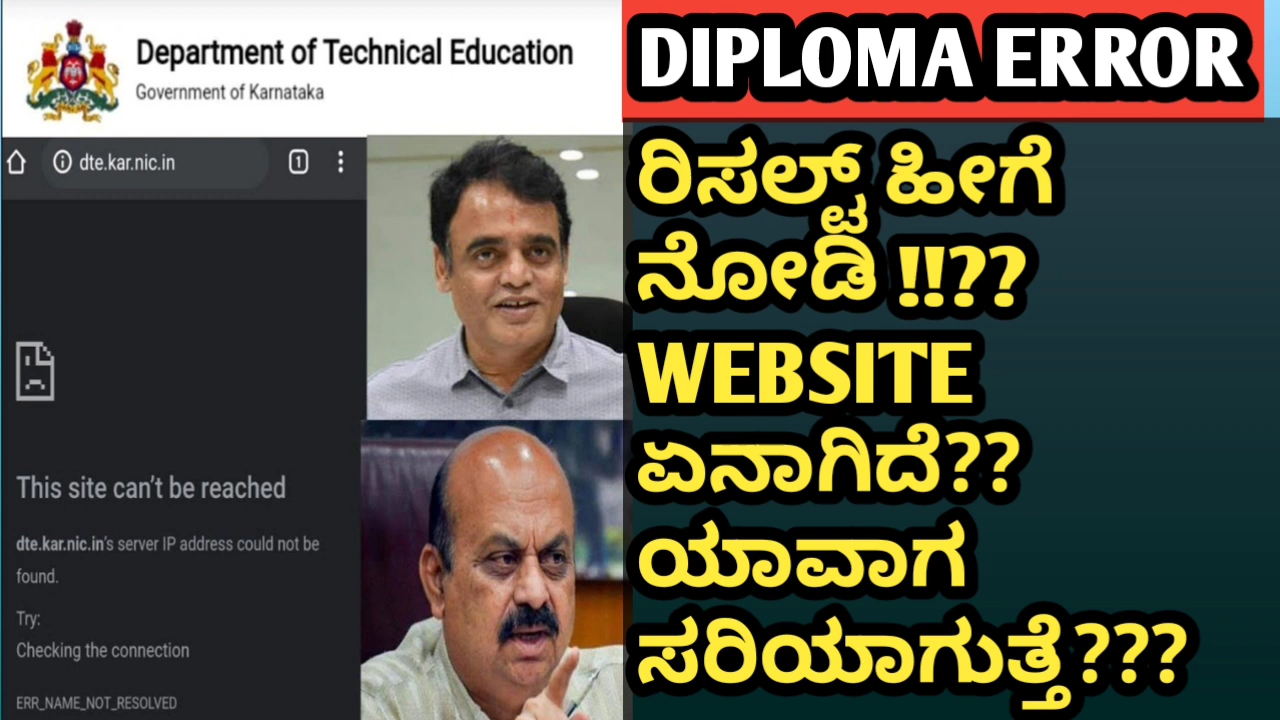 Department of Technical Education
Government of Karnataka
dte.kar.nic.in
1
This site can't be reached
dte.kar.nic.in's server IP address could not be
found.
Try:
Checking the connection
ERR_NAME_NOT_RESOLVED
DIPLOMA ERROR
ರಿಸಲ್ಟ್ ಹೀಗೆ
ನೋಡಿ !!??
WEBSITE
ಏನಾಗಿದೆ??
ಯಾವಾಗ
ಸರಿಯಾಗುತ್ತೆ???